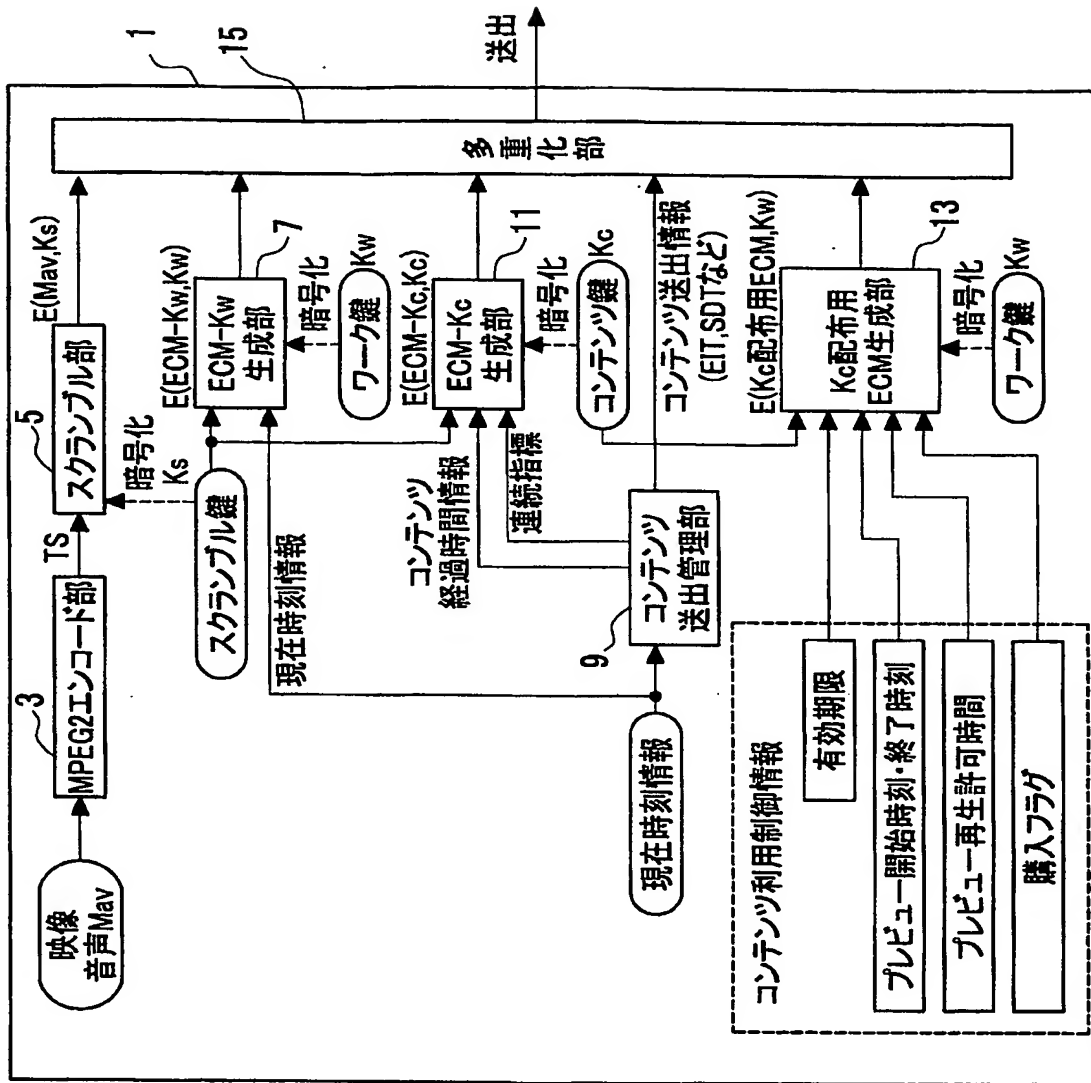 映像
音声Mav
3
MPEG2エンコード部
TS
5
スクランブル部
E(Mav,Ks)
暗号化
Ks
スクランブル鍵
現在時刻情報
E(ECM-Kw,Kw)
7
ECM-Kw
生成部
暗号化
ワーク鍵
Kw
コンテンツ
経過時間情報
連続指標
E(ECM-Kc,Kc)
11
ECM-Kc
生成部
暗号化
コンテンツ鍵
Kc
現在時刻情報
9
コンテンツ
送出管理部
コンテンツ送出情報
(EIT,SDTなど)
コンテンツ利用制御情報
有効期限
プレビュー開始時刻・終了時刻
プレビュー再生許可時間
購入フラグ
E(Kc配布用ECM,Kw)
13
Kc配布用
ECM生成部
暗号化
ワーク鍵
Kw
多重化部
15
1
送出